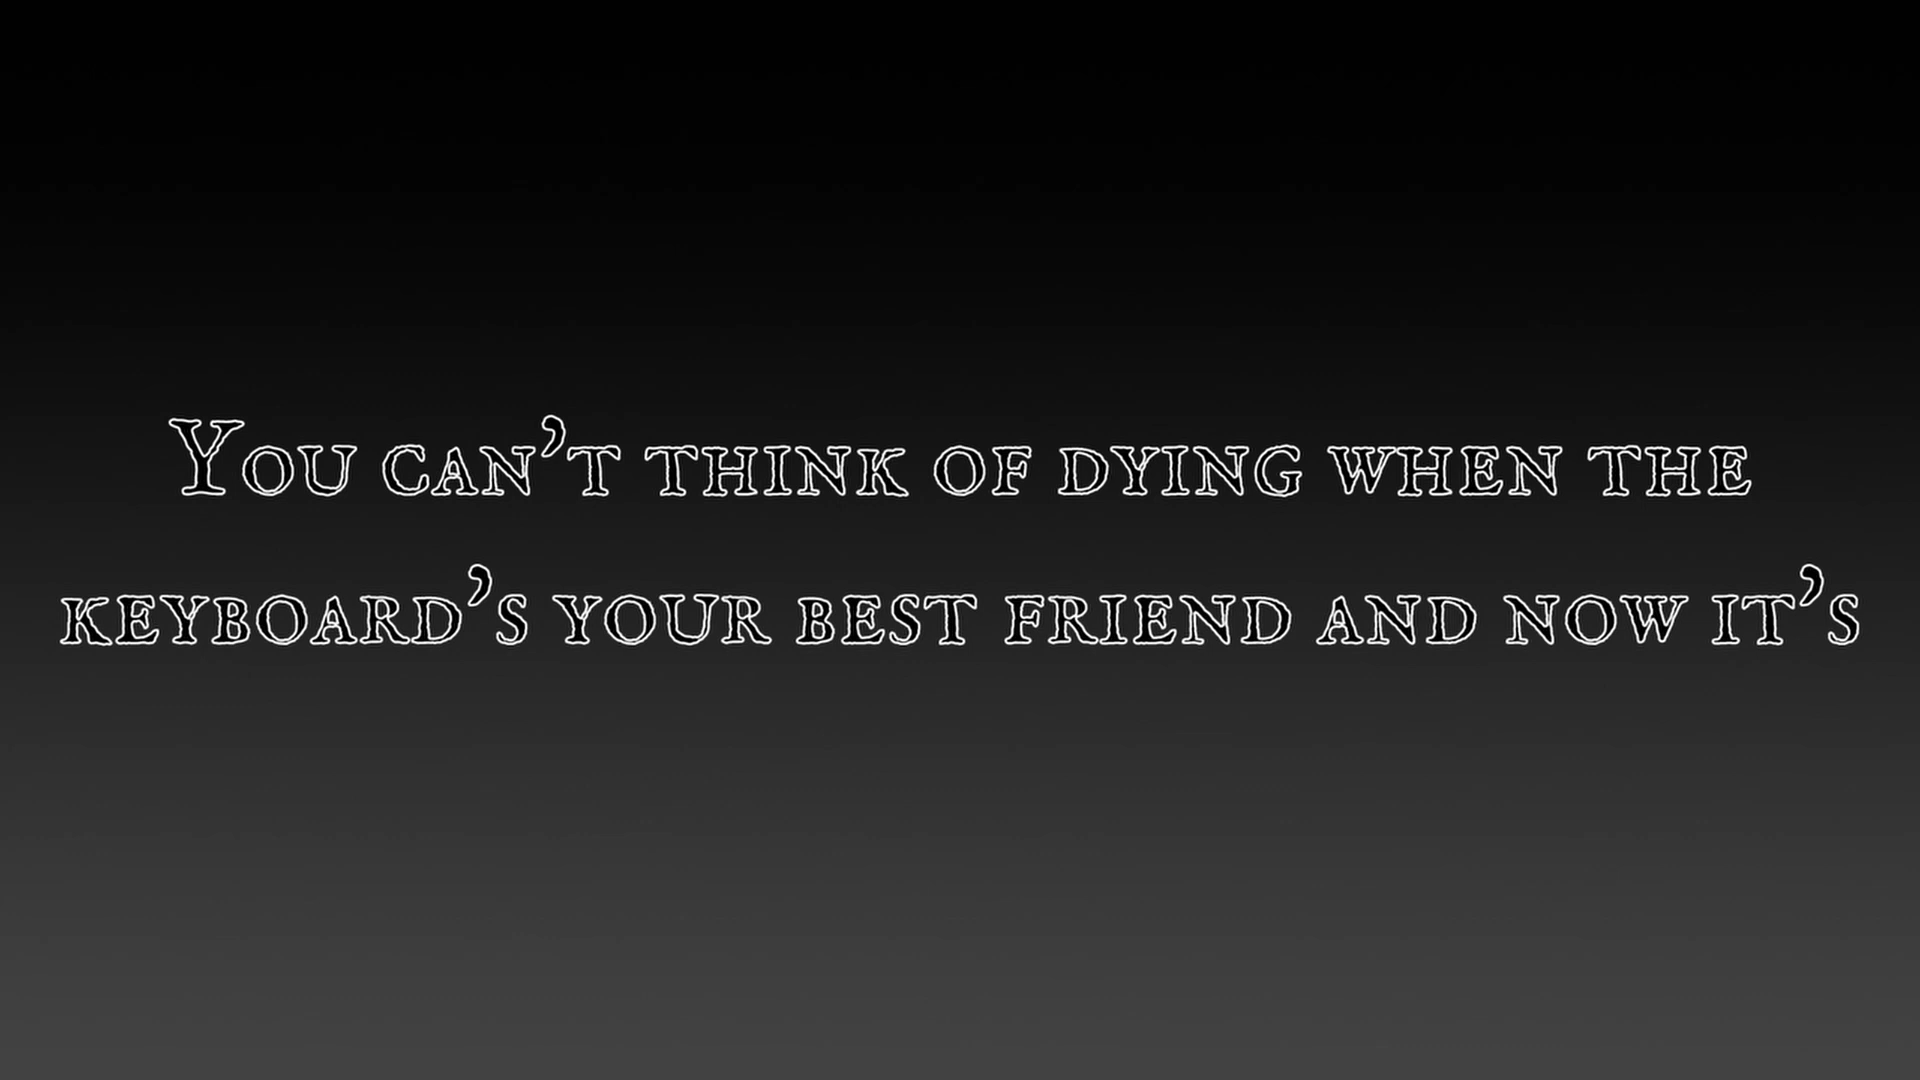 You can't think of dying when the
keyboard's your best friend and now it's